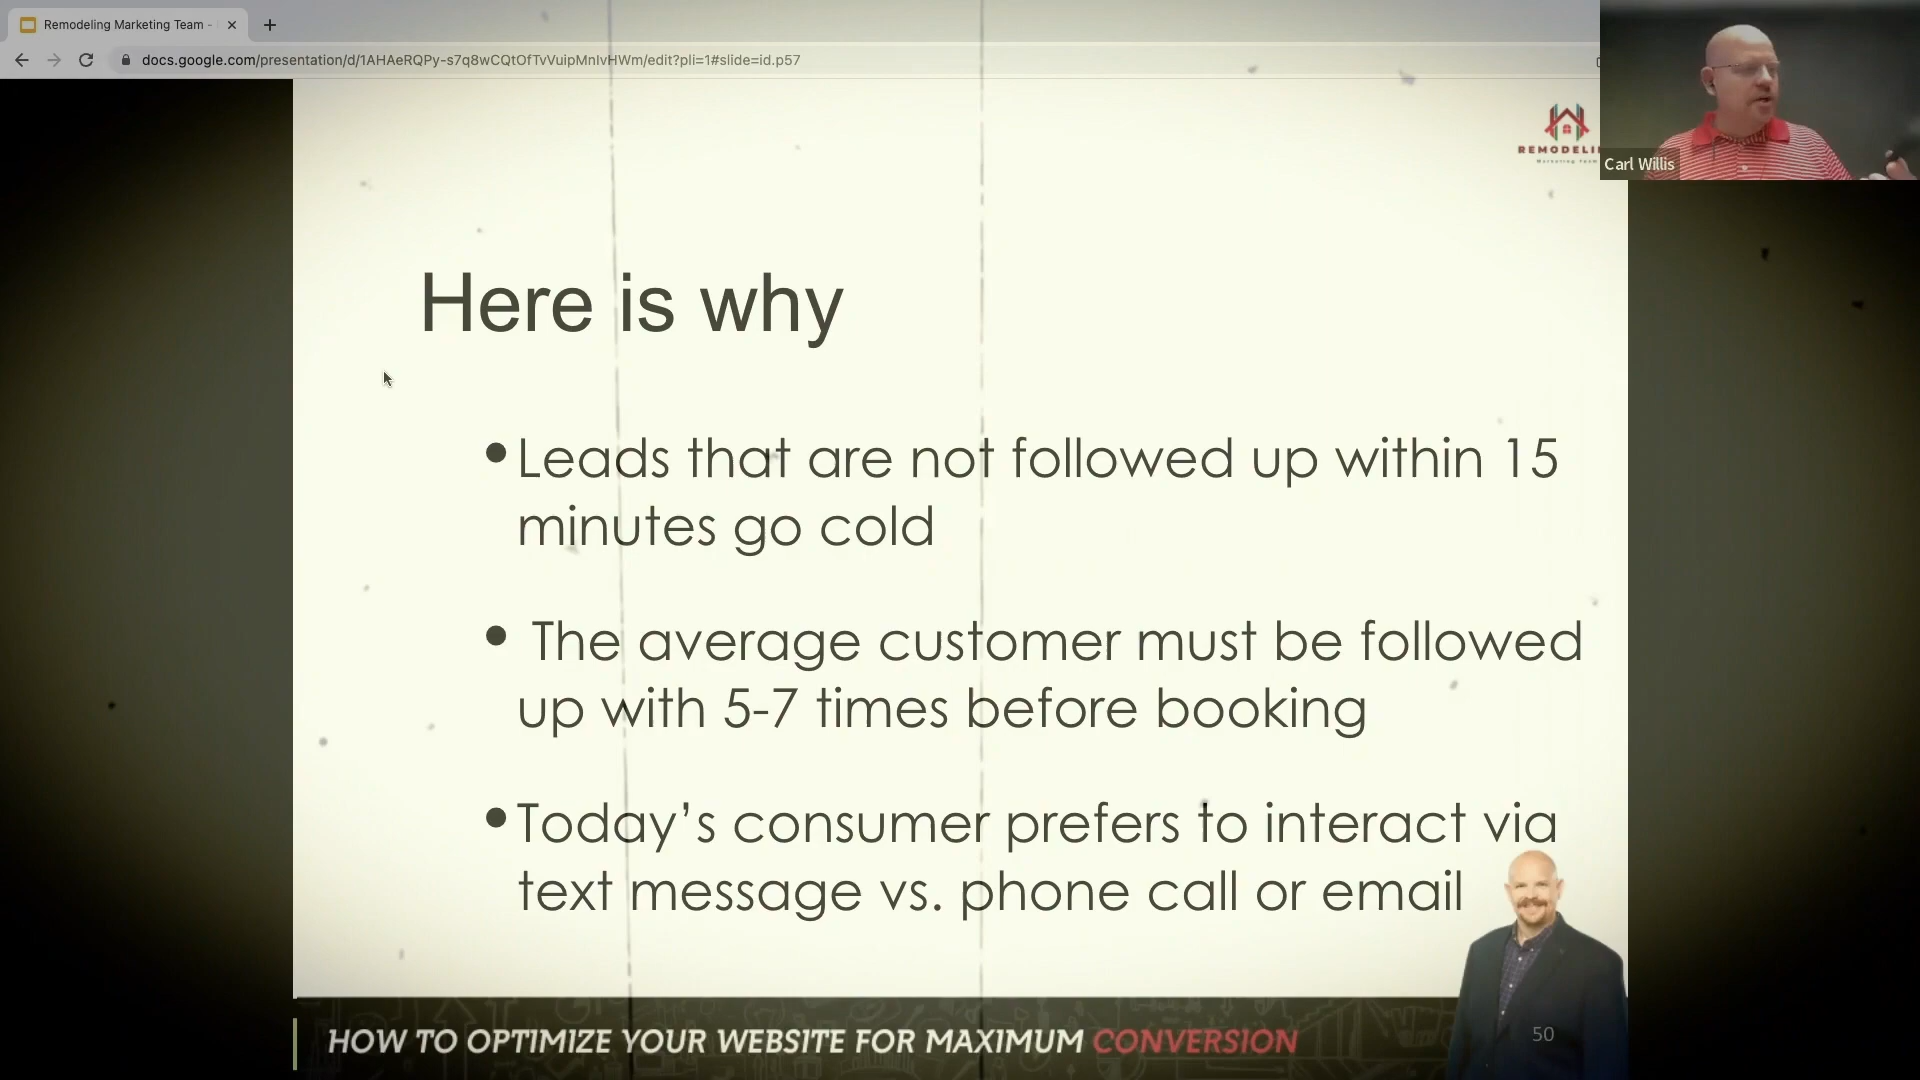 Remodeling Marketing Team -
docs.google.com/presentation/d/1AHAeRQPy-s7q8wCQtOfTvVuipMnIvHWm/edit?pli=1#slide=id.p57
Carl Willis
REMODELI
Marketing Team
Here is why
•Leads that are not followed up within 15
minutes go cold
• The average customer must be followed
up with 5-7 times before booking
•Today’s consumer prefers to interact via
text message vs. phone call or email
HOW TO OPTIMIZE YOUR WEBSITE FOR MAXIMUM CONVERSION
50